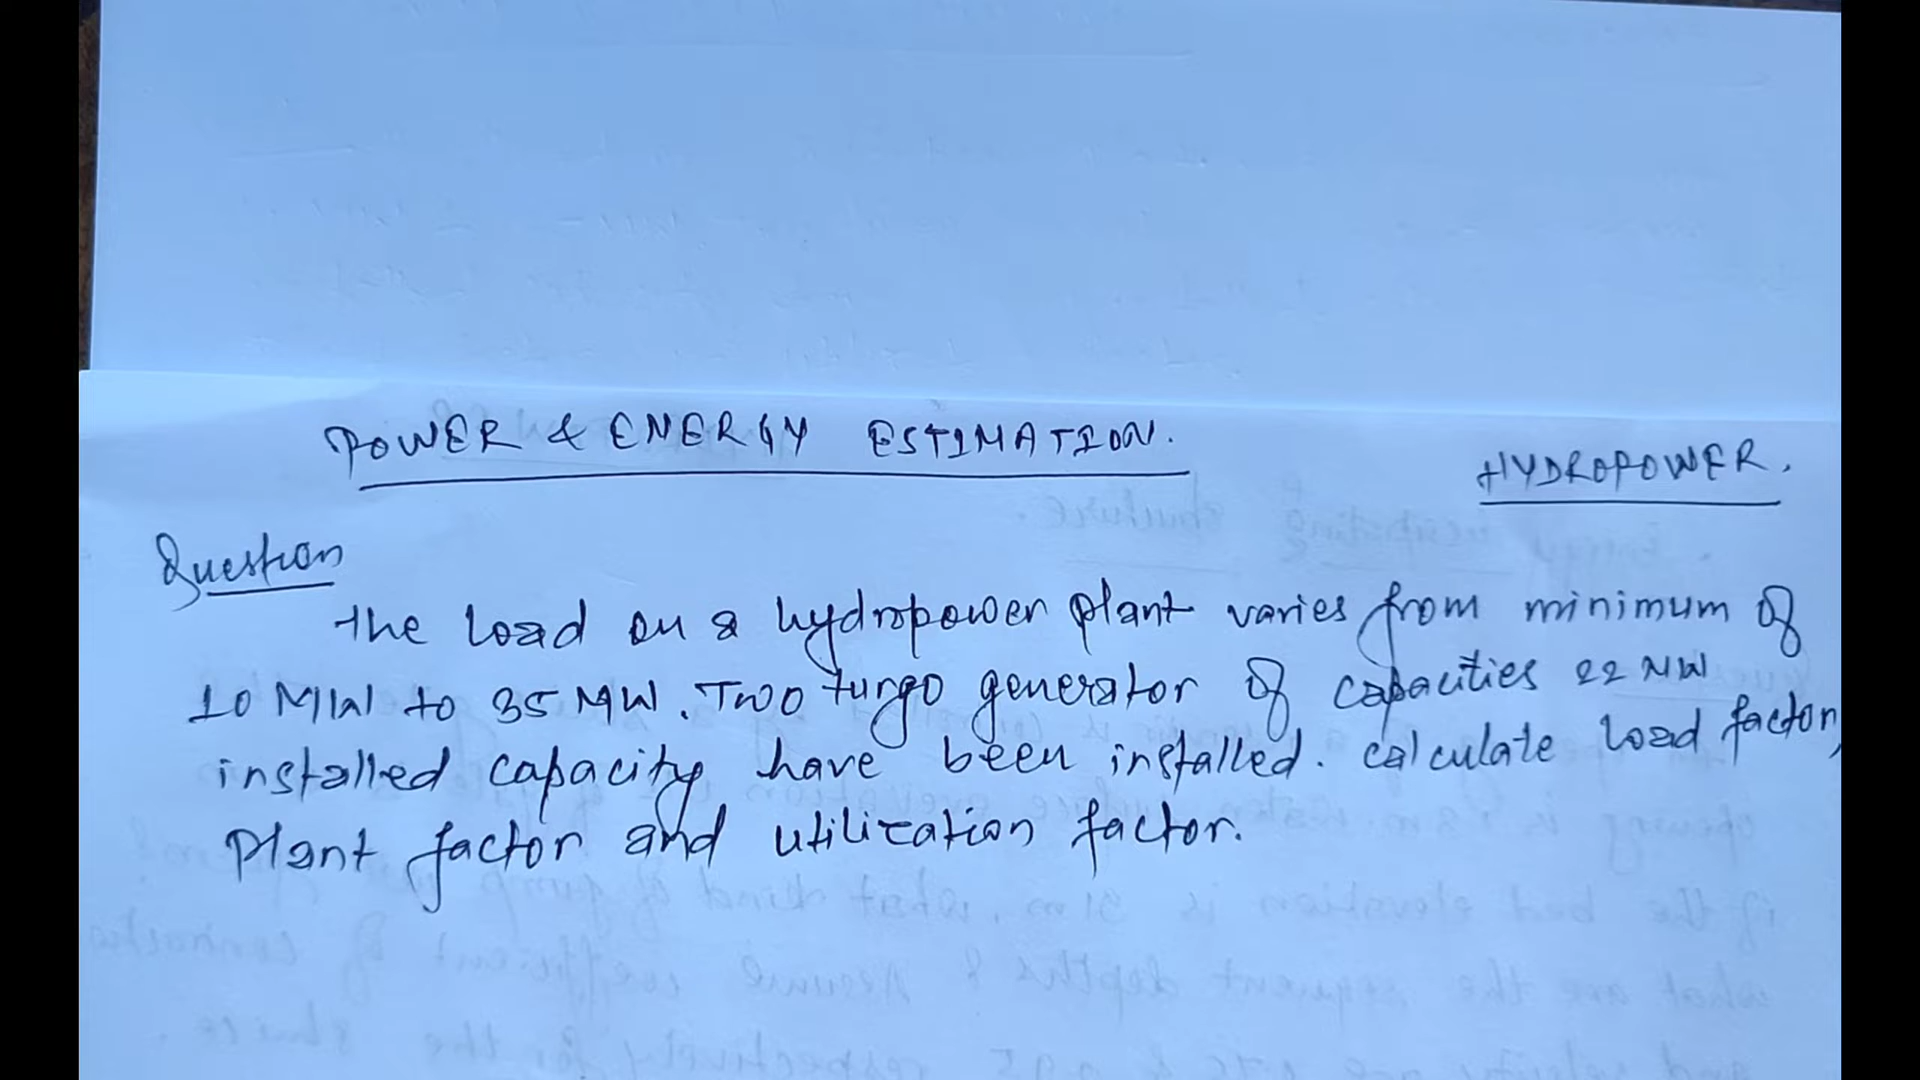 POWER & ENERGY ESTIMATION.
HYDROPOWER.
Question
The load on a hydropower plant varies from minimum of
10 MW to 35 MW. Two turgo generator of capacities 22 MW
installed capacity have been installed. calculate load factor,
plant factor and utilization factor.